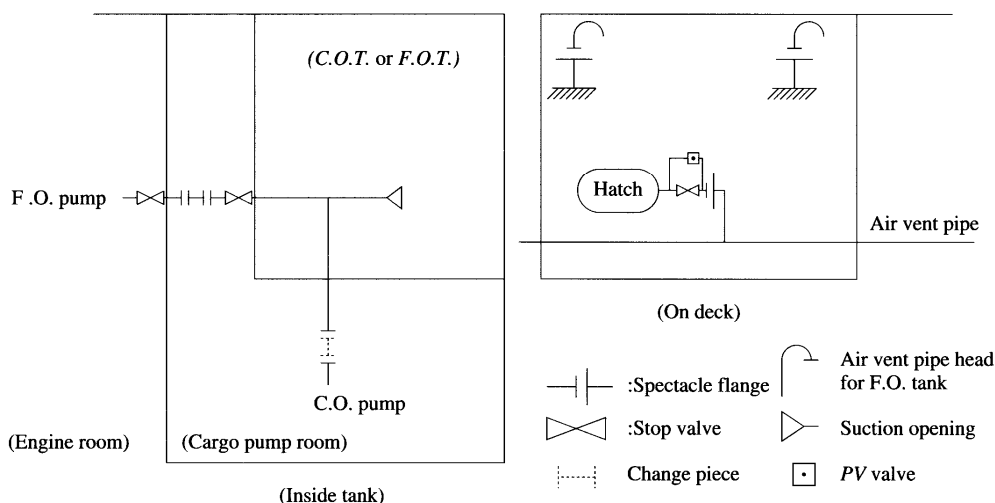 (C.O.T. or F.O.T.)
F .O. pump
C.O. pump
(Engine room)
(Cargo pump room)
(Inside tank)
Hatch
Air vent pipe
(On deck)
:Spectacle flange
Air vent pipe head
for F.O. tank
:Stop valve
Suction opening
Change piece
PV valve